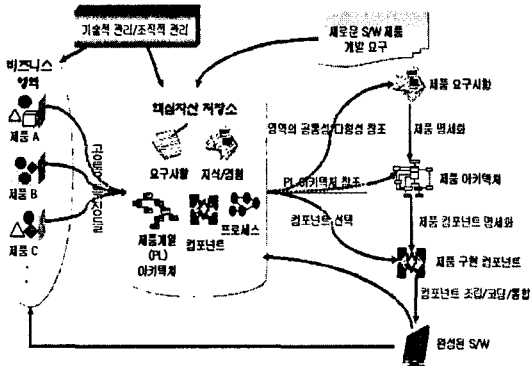 기술적 관리/조직적 관리
새로운 S/W 제품
개발 요구
비즈니스
영역
제품 A
제품 B
제품 C
핵심자산 저장소
요구사항
지식/경험
제품계열
(PL)
아키텍처
컴포넌트
프로세스
영역의 공통성/다형성 참조
PL 아키텍처 참조
컴포넌트 선택
제품 요구사항
제품 명세화
제품 아키텍처
제품 컴포넌트 명세화
제품 구현 컴포넌트
컴포넌트 조립/코딩/통합
완성된 S/W